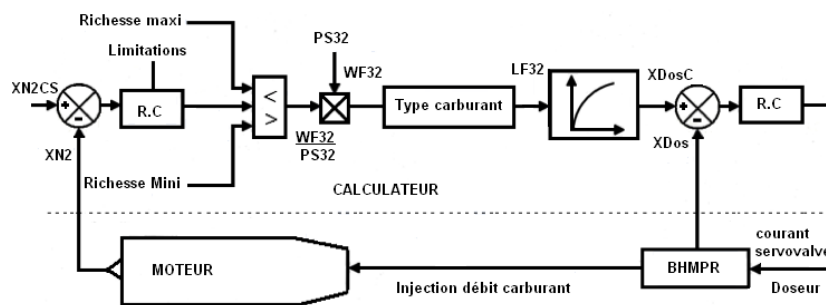 Richesse maxi
Limitations
PS32
WF32
LF32
XDosC
XN2CS
+
-
R.C
<
>
Type carburant
+
-
R.C
XN2
WF32
PS32
XDos
Richesse Mini
CALCULATEUR
MOTEUR
Injection débit carburant
BHMPR
courant
servovalve
Doseur